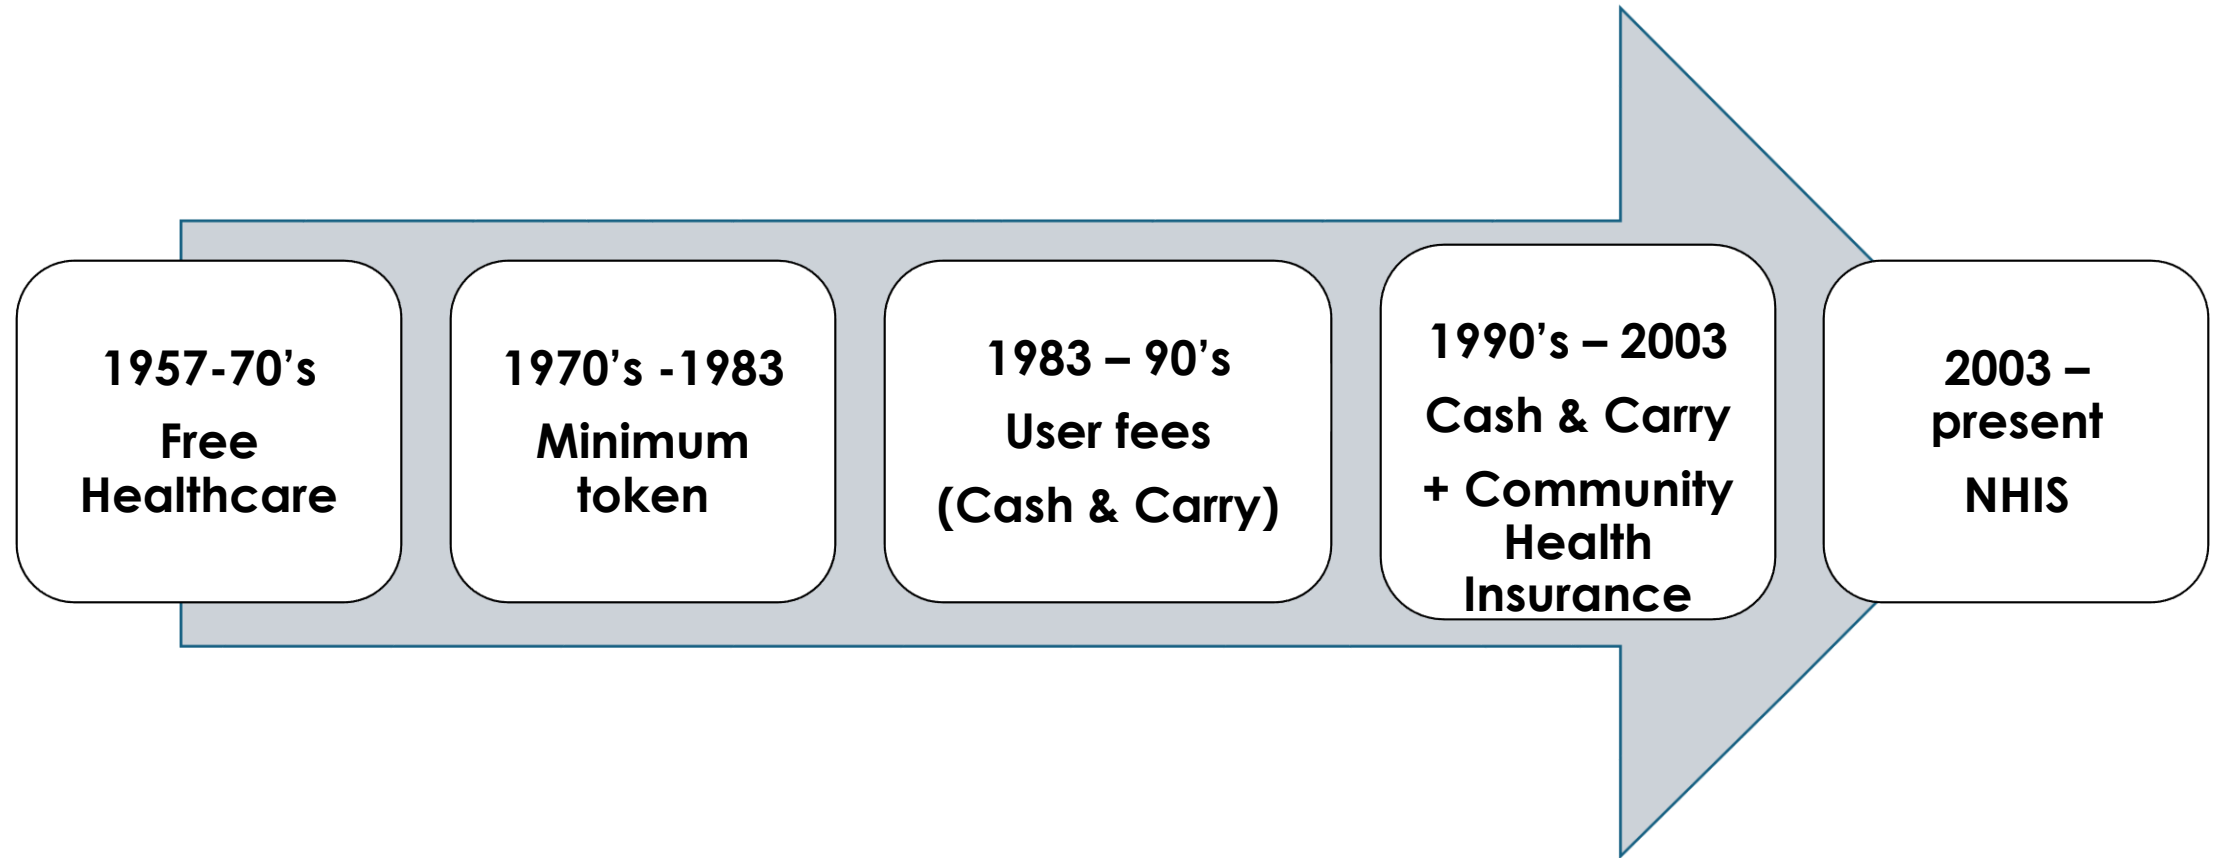 1957-70’s
Free
Healthcare
1970’s -1983
Minimum
token
1983 – 90’s
User fees
(Cash & Carry)
1990’s – 2003
Cash & Carry
+ Community
Health
Insurance
2003 –
present
NHIS